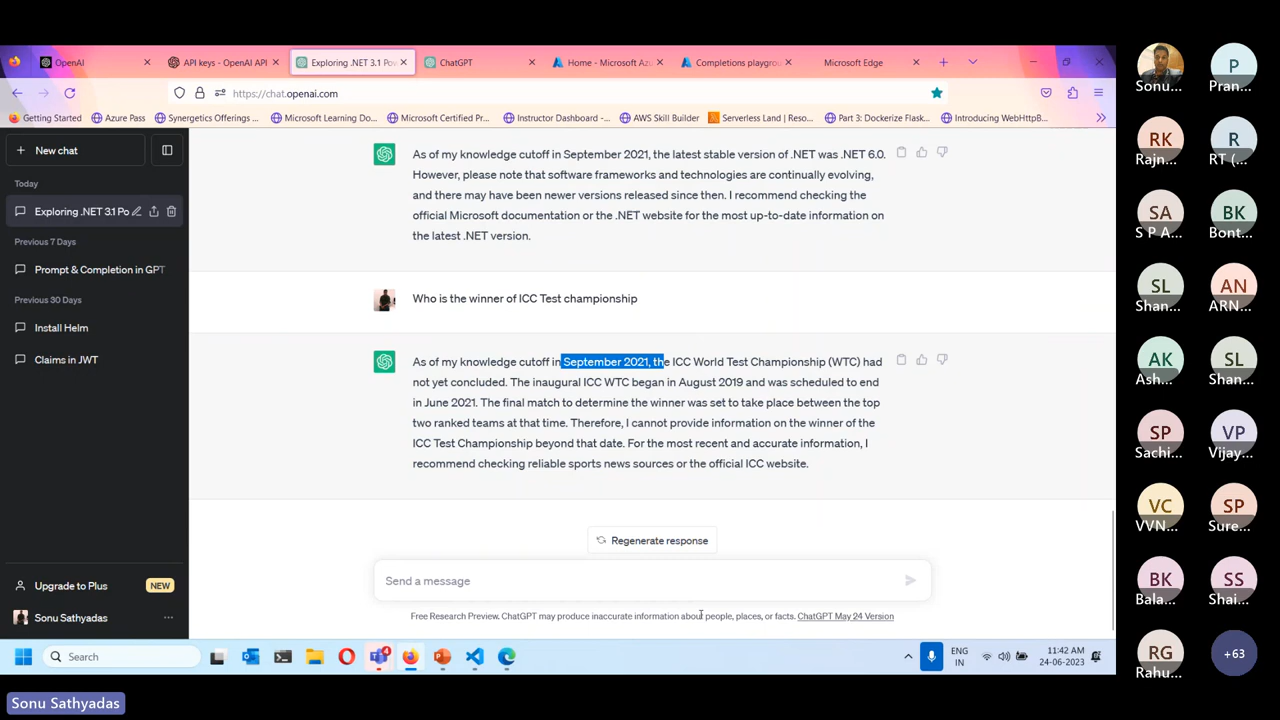 OpenAI
API keys - OpenAI API
Exploring .NET 3.1 Pow
ChatGPT
Home - Microsoft Azu
Completions playgrou
Microsoft Edge
https://chat.openai.com
Getting Started
Azure Pass
Synergetics Offerings ...
Microsoft Learning Do...
Microsoft Certified Pr...
Instructor Dashboard -...
AWS Skill Builder
Serverless Land | Reso...
Part 3: Dockerize Flask...
Introducing WebHttpB...
New chat
Today
Exploring .NET 3.1 Po
Previous 7 Days
Prompt & Completion in GPT
Previous 30 Days
Install Helm
Claims in JWT
Upgrade to Plus
NEW
Sonu Sathyadas
As of my knowledge cutoff in September 2021, the latest stable version of .NET was .NET 6.0.
However, please note that software frameworks and technologies are continually evolving,
and there may have been newer versions released since then. I recommend checking the
official Microsoft documentation or the .NET website for the most up-to-date information on
the latest .NET version.
Who is the winner of ICC Test championship
As of my knowledge cutoff in September 2021, the ICC World Test Championship (WTC) had
not yet concluded. The inaugural ICC WTC began in August 2019 and was scheduled to end
in June 2021. The final match to determine the winner was set to take place between the top
two ranked teams at that time. Therefore, I cannot provide information on the winner of the
ICC Test Championship beyond that date. For the most recent and accurate information, I
recommend checking reliable sports news sources or the official ICC website.
Regenerate response
Send a message
Free Research Preview. ChatGPT may produce inaccurate information about people, places, or facts. ChatGPT May 24 Version
Search
4
ENG
IN
11:42 AM
24-06-2023
Sonu Sathyadas
Sonu...
P
Pran...
RK
Rajn...
R
RT (...
SA
S P A...
BK
Bont...
SL
Shan...
AN
ARN...
AK
Ash...
SL
Shan...
SP
Sachi...
VP
Vijay...
VC
VVN...
SP
Sure...
BK
Bala...
SS
Shai...
RG
Rahu...
+63